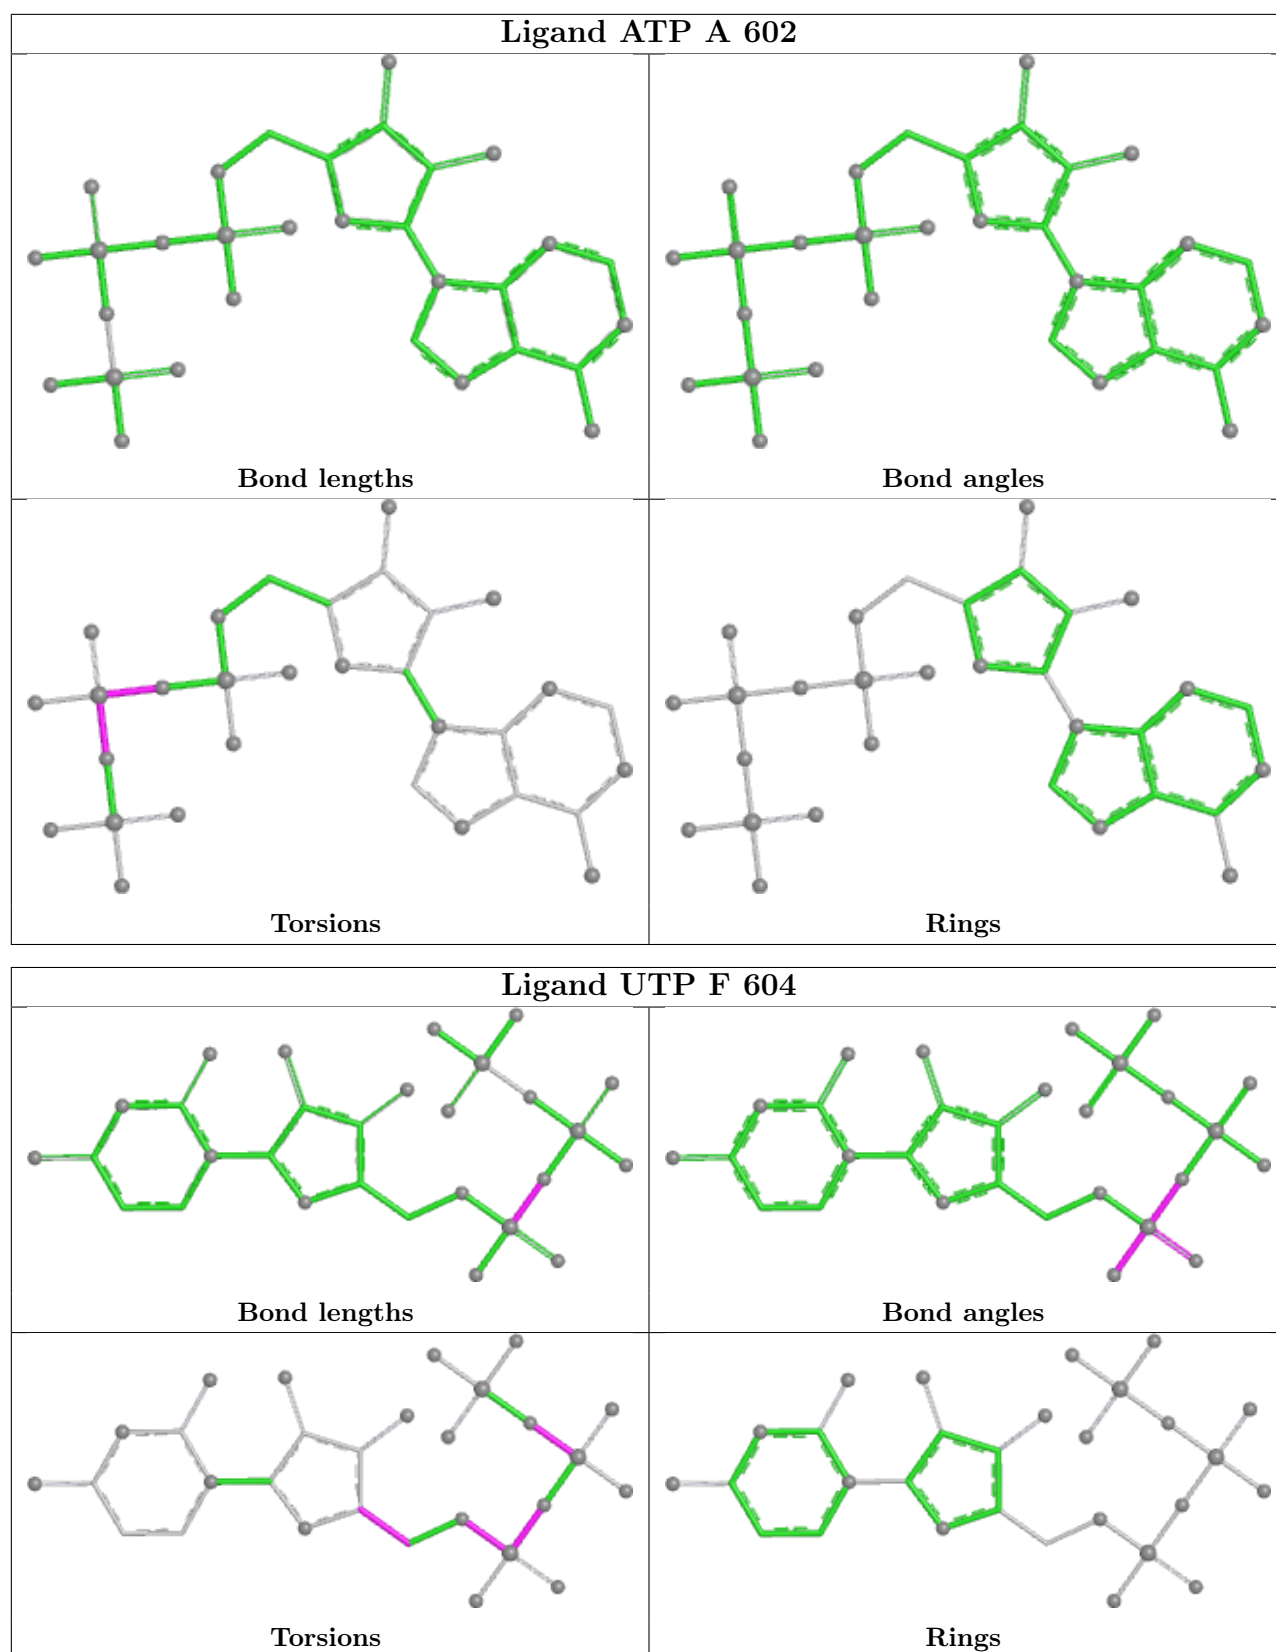 Ligand ATP A 602
Bond lengths
Bond angles
Torsions
Rings
Ligand UTP F 604
Bond lengths
Bond angles
Torsions
Rings